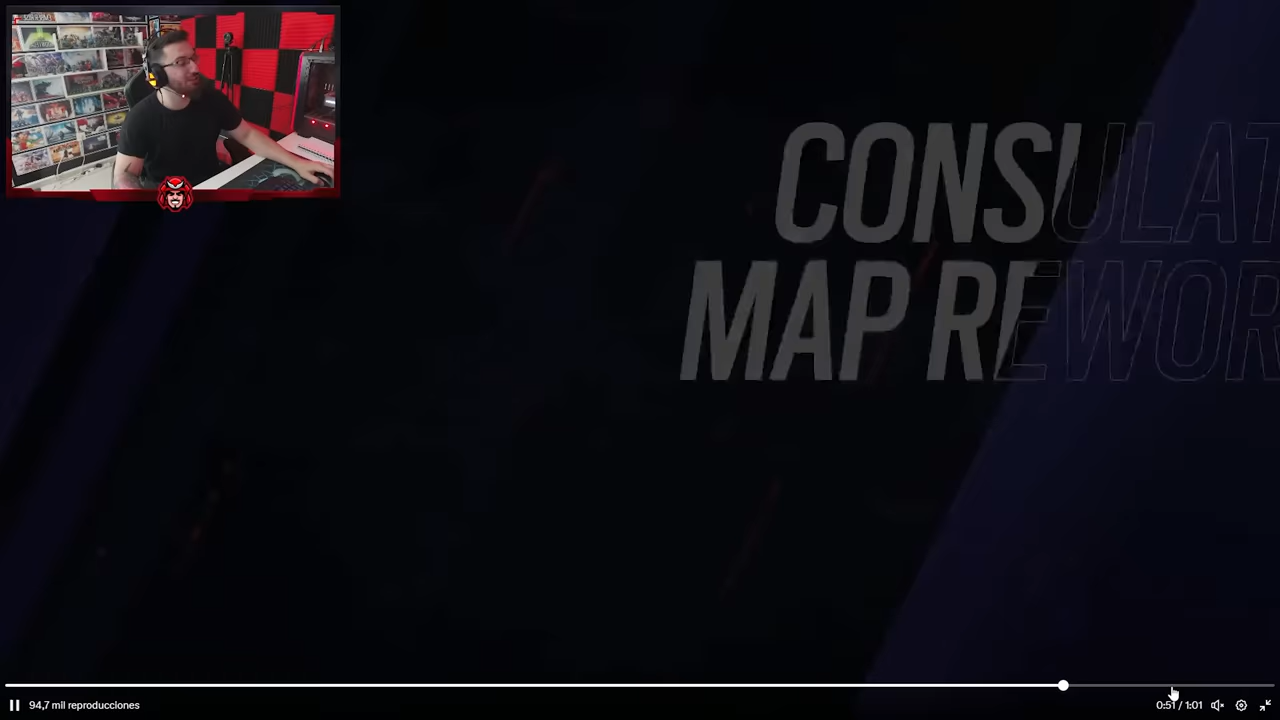 CONSULAT
MAP REWOR
94,7 mil reproducciones
0:51 / 1:01